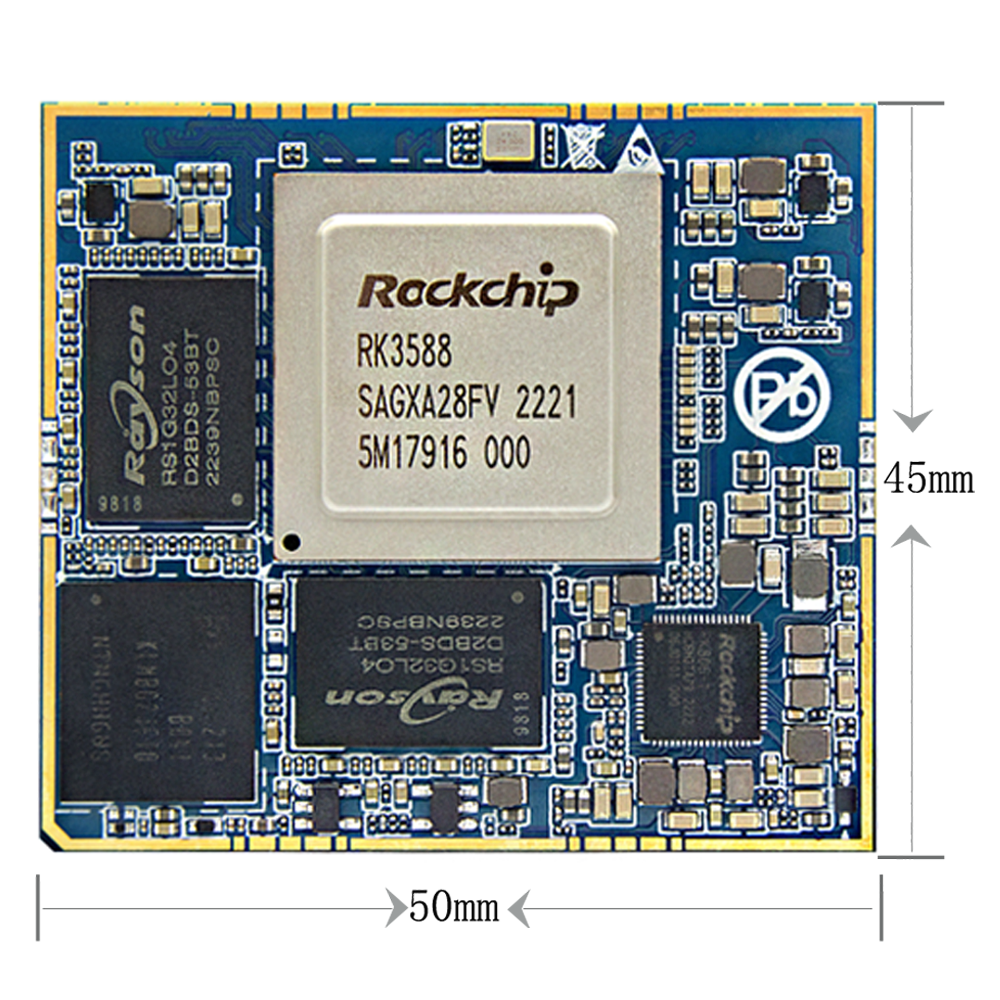 Rockchip
RK3588
SAGXA28FV 2221
5M17916 000
Rayson
RS1G32LO4
D2BDS-53BT
2239NBPSC
9818
Pb
45mm
Rayson
RS1G32LO4
D2BDS-53BT
2239NBPSC
9818
Rockchip
50mm